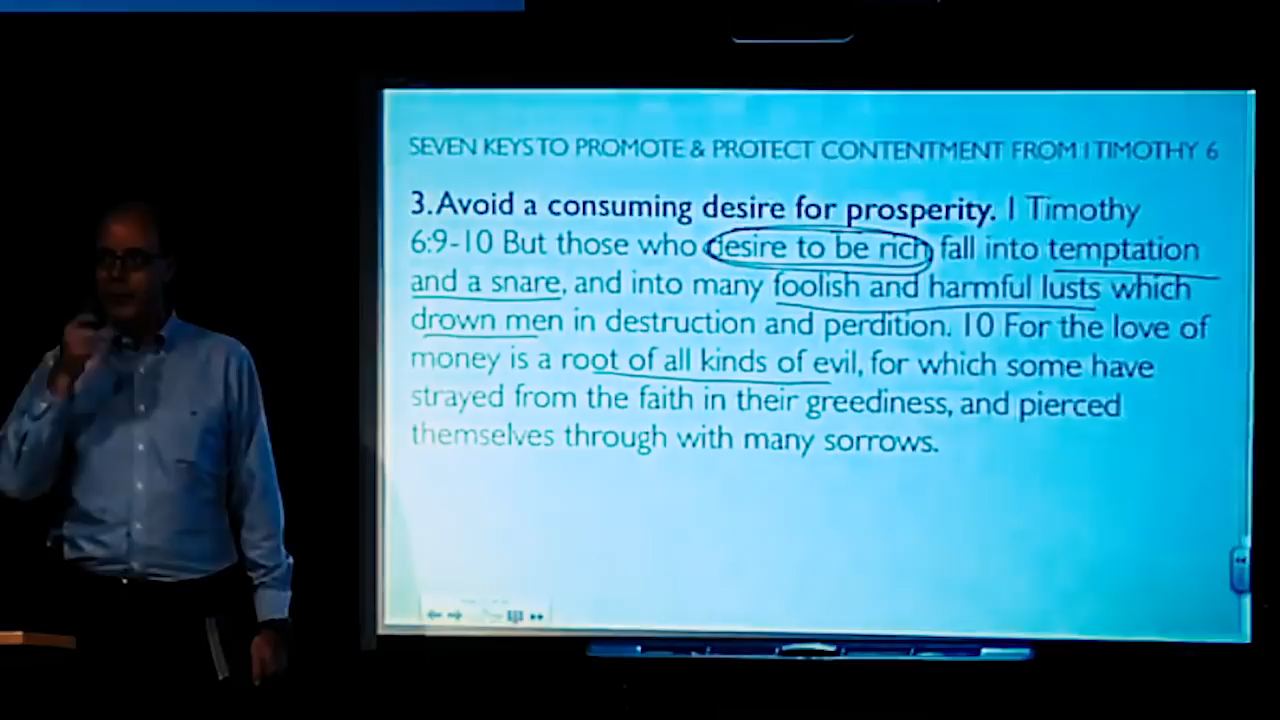 SEVEN KEYS TO PROMOTE & PROTECT CONTENTMENT FROM I TIMOTHY 6
3.Avoid a consuming desire for prosperity. I Timothy
6:9-10 But those who desire to be rich fall into temptation
and a snare, and into many foolish and harmful lusts which
drown men in destruction and perdition. 10 For the love of
money is a root of all kinds of evil, for which some have
strayed from the faith in their greediness, and pierced
themselves through with many sorrows.